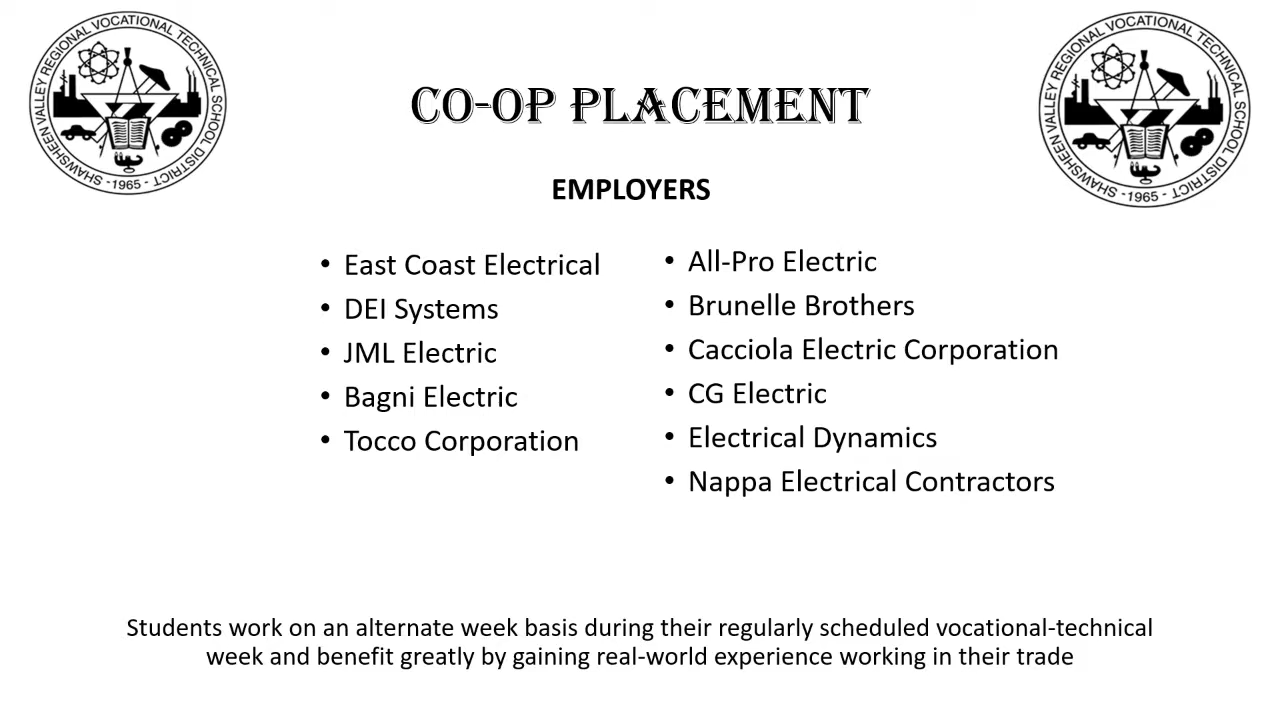 SHAWSHEEN VALLEY REGIONAL VOCATIONAL TECHNICAL SCHOOL DISTRICT
-1965-
SHAWSHEEN VALLEY REGIONAL VOCATIONAL TECHNICAL SCHOOL DISTRICT
-1965-
CO-OP PLACEMENT
EMPLOYERS
• East Coast Electrical
• DEI Systems
• JML Electric
• Bagni Electric
• Tocco Corporation
• All-Pro Electric
• Brunelle Brothers
• Cacciola Electric Corporation
• CG Electric
• Electrical Dynamics
• Nappa Electrical Contractors
Students work on an alternate week basis during their regularly scheduled vocational-technical
week and benefit greatly by gaining real-world experience working in their trade